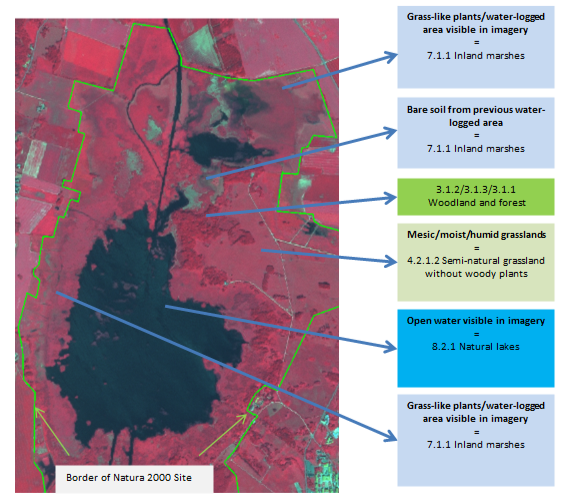 Grass-like plants/water-logged
area visible in imagery
=
7.1.1 Inland marshes
Bare soil from previous water-
logged area
=
7.1.1 Inland marshes
3.1.2/3.1.3/3.1.1
Woodland and forest
Mesic/moist/humid grasslands
=
4.2.1.2 Semi-natural grassland
without woody plants
Open water visible in imagery
=
8.2.1 Natural lakes
Grass-like plants/water-logged
area visible in imagery
=
7.1.1 Inland marshes
Border of Natura 2000 Site